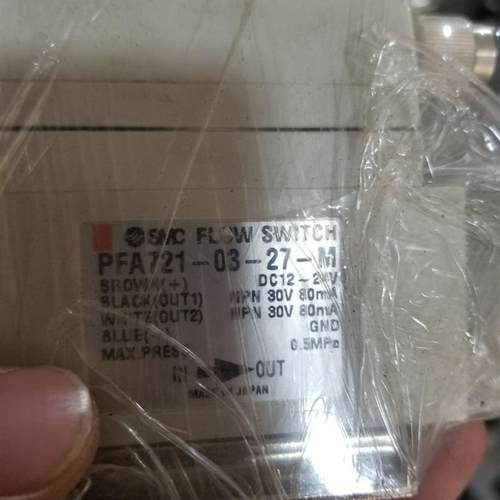 SMC FLOW SWITCH
PFA721-03-27-M
BROWN(+) DC12~24V
BLACK(OUT1) NPN 30V 80mA
WHITE(OUT2) NPN 30V 80mA
BLUE(-) GND
MAX.PRESS 0.5MPa
IN OUT
MADE IN JAPAN